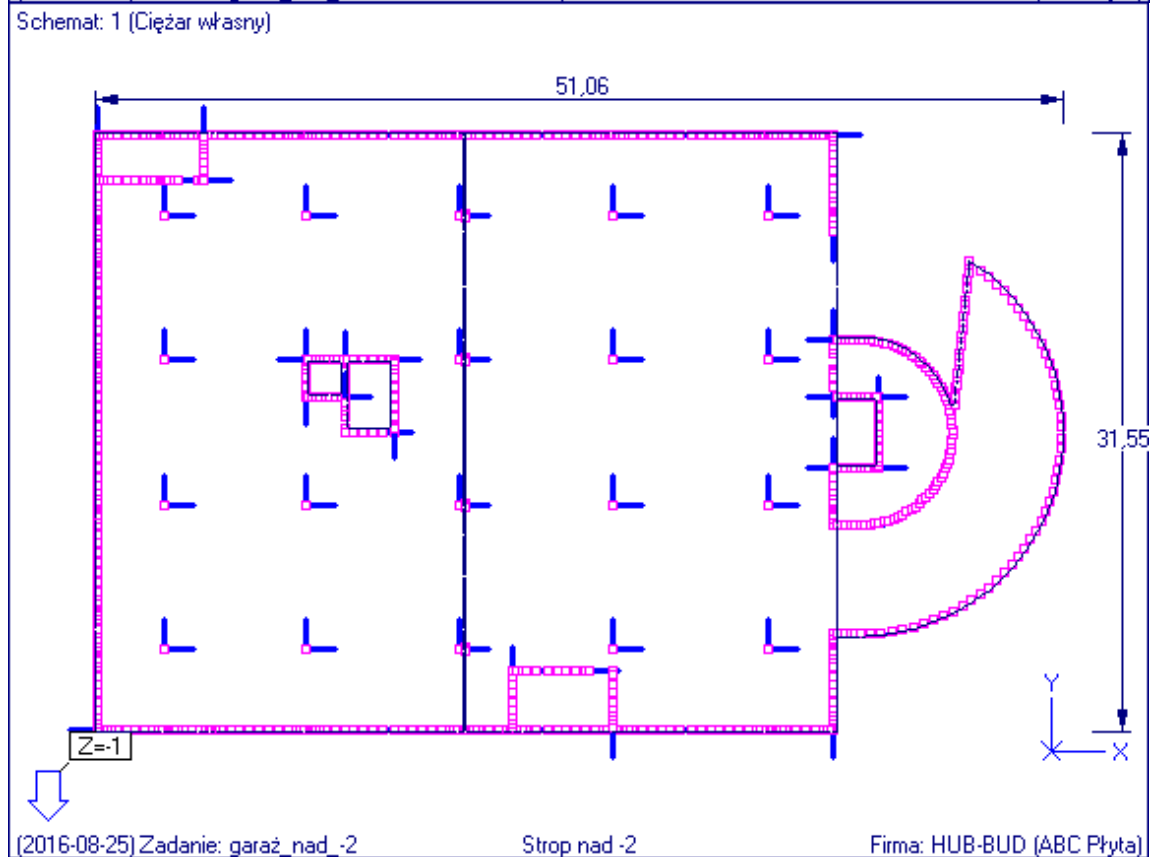 Schemat: 1 (Ciężar własny)
51,06
31,55
Y
X
Z=-1
(2016-08-25) Zadanie: garaż_nad_-2 Strop nad -2 Firma: HUB-BUD (ABC Płyta)